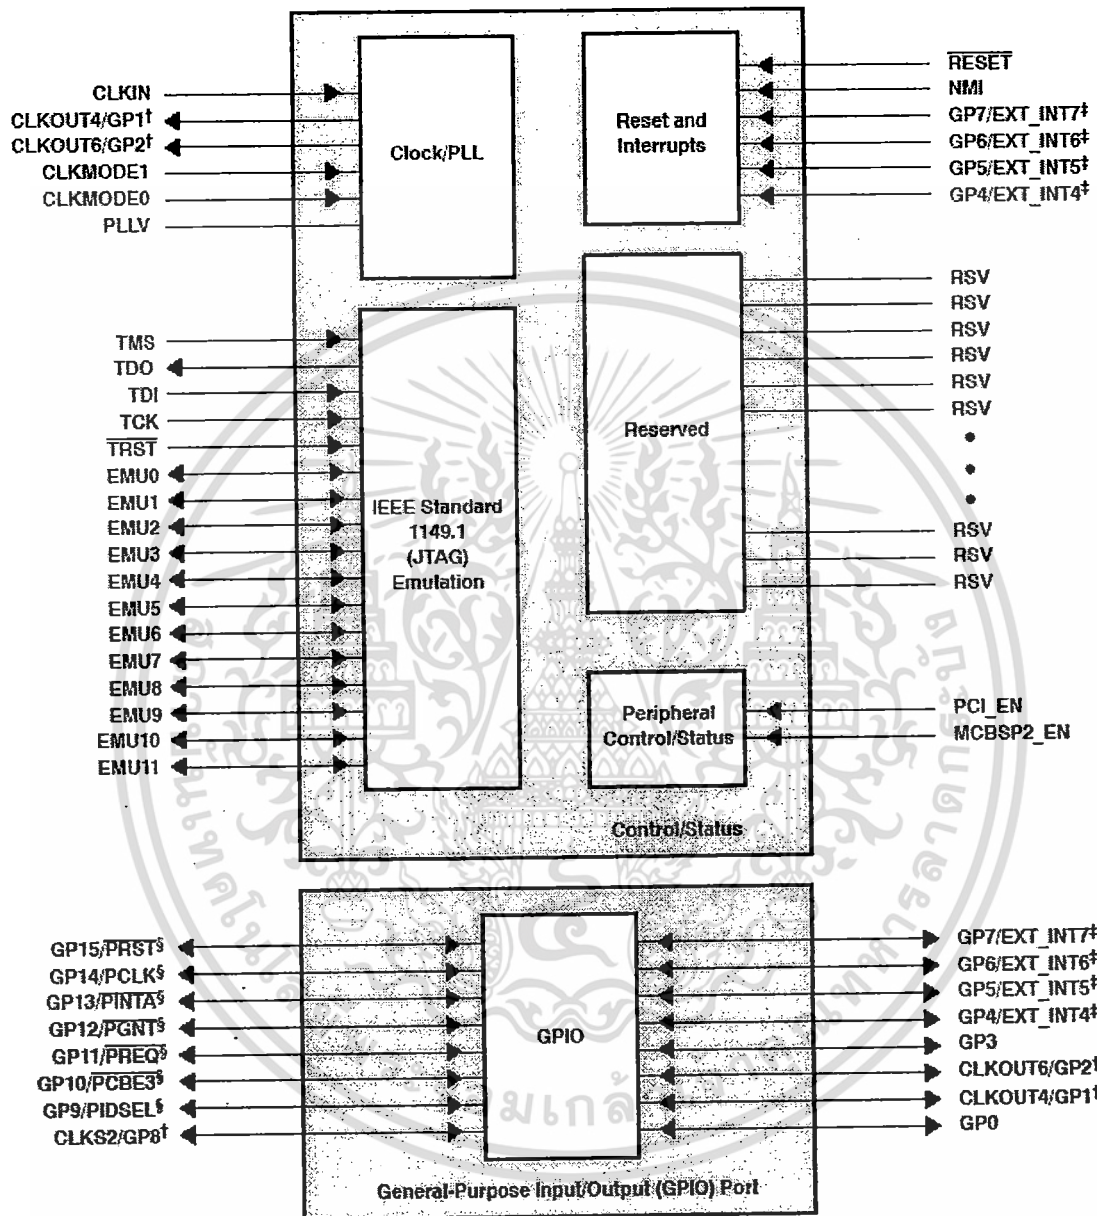 CLKIN
CLKOUT4/GP1†
CLKOUT6/GP2†
CLKMODE1
CLKMODE0
PLLV
Clock/PLL
Reset and
Interrupts
RESET
NMI
GP7/EXT_INT7‡
GP6/EXT_INT6‡
GP5/EXT_INT5‡
GP4/EXT_INT4‡
TMS
TDO
TDI
TCK
TRST
EMU0
EMU1
EMU2
EMU3
EMU4
EMU5
EMU6
EMU7
EMU8
EMU9
EMU10
EMU11
IEEE Standard
1149.1
(JTAG)
Emulation
Reserved
RSV
RSV
RSV
RSV
RSV
RSV
RSV
RSV
RSV
Peripheral
Control/Status
PCI_EN
MCBSP2_EN
Control/Status
GP15/PRST§
GP14/PCLK§
GP13/PINTA§
GP12/PGNT§
GP11/PREQ§
GP10/PCBE3§
GP9/PIDSEL§
CLKS2/GP8†
GPIO
GP7/EXT_INT7‡
GP6/EXT_INT6‡
GP5/EXT_INT5‡
GP4/EXT_INT4‡
GP3
CLKOUT6/GP2†
CLKOUT4/GP1†
GP0
General-Purpose Input/Output (GPIO) Port